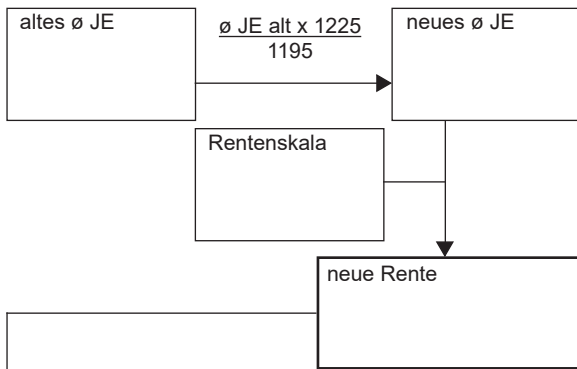 altes ø JE
ø JE alt x 1225
1195
neues ø JE
Rentenskala
neue Rente